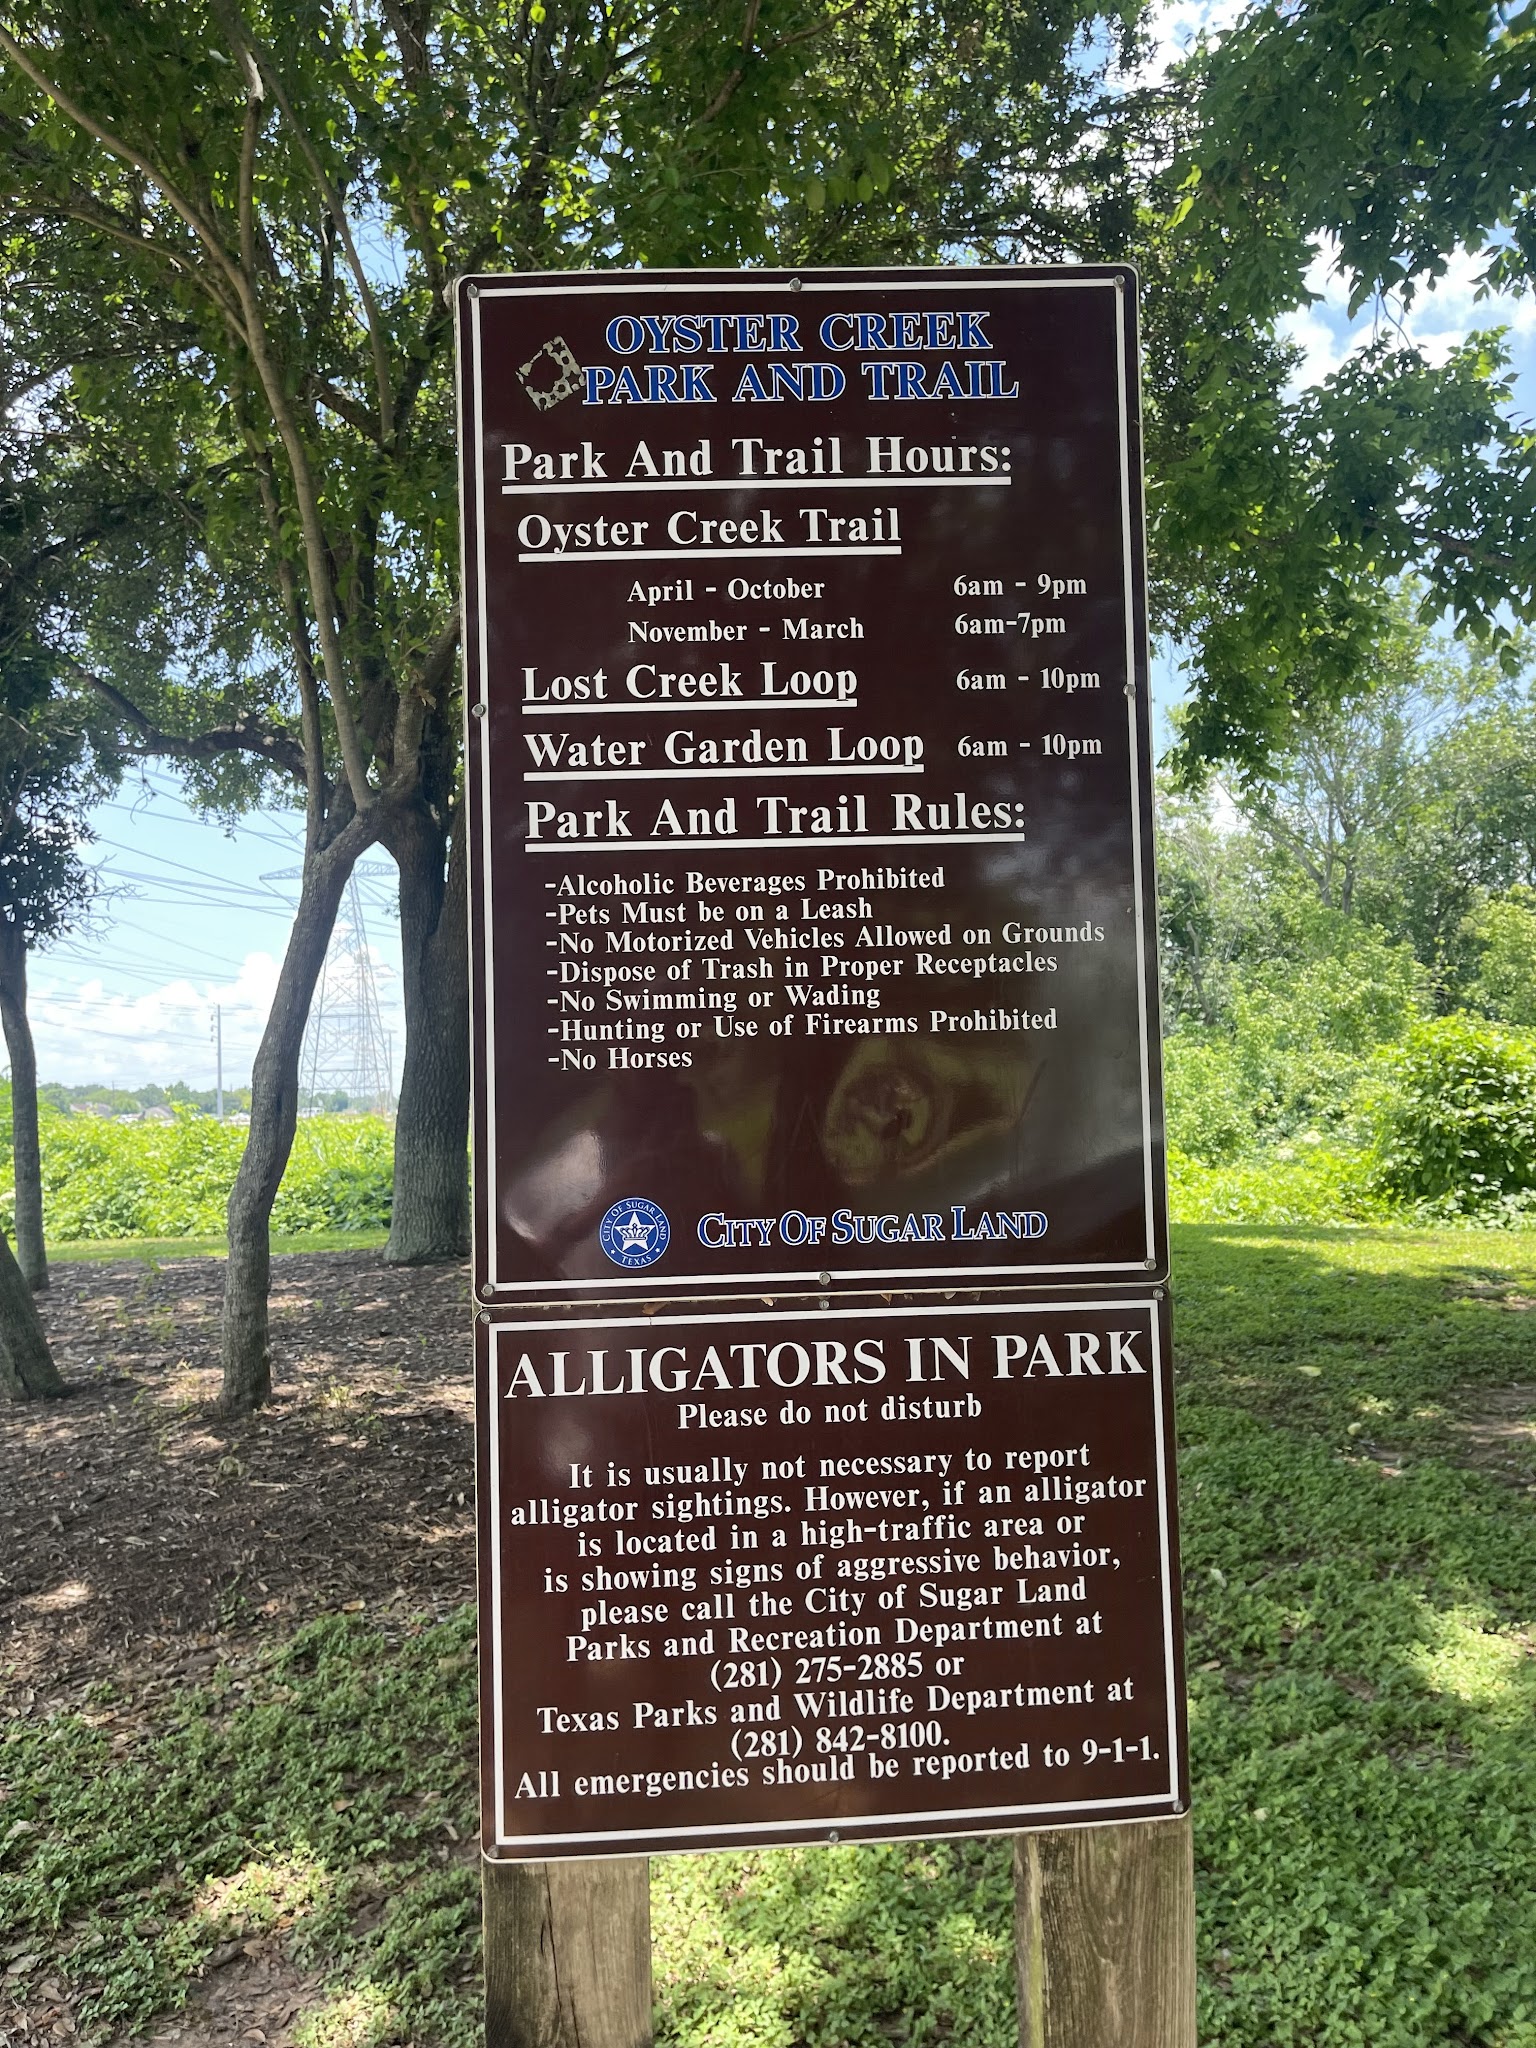 OYSTER CREEK
PARK AND TRAIL
Park And Trail Hours:
Oyster Creek Trail
April - October 6am - 9pm
November - March 6am-7pm
Lost Creek Loop 6am - 10pm
Water Garden Loop 6am - 10pm
Park And Trail Rules:
-Alcoholic Beverages Prohibited
-Pets Must be on a Leash
-No Motorized Vehicles Allowed on Grounds
-Dispose of Trash in Proper Receptacles
-No Swimming or Wading
-Hunting or Use of Firearms Prohibited
-No Horses
CITY OF SUGAR LAND
TEXAS
CITY OF SUGAR LAND
ALLIGATORS IN PARK
Please do not disturb
It is usually not necessary to report
alligator sightings. However, if an alligator
is located in a high-traffic area or
is showing signs of aggressive behavior,
please call the City of Sugar Land
Parks and Recreation Department at
(281) 275-2885 or
Texas Parks and Wildlife Department at
(281) 842-8100.
All emergencies should be reported to 9-1-1.